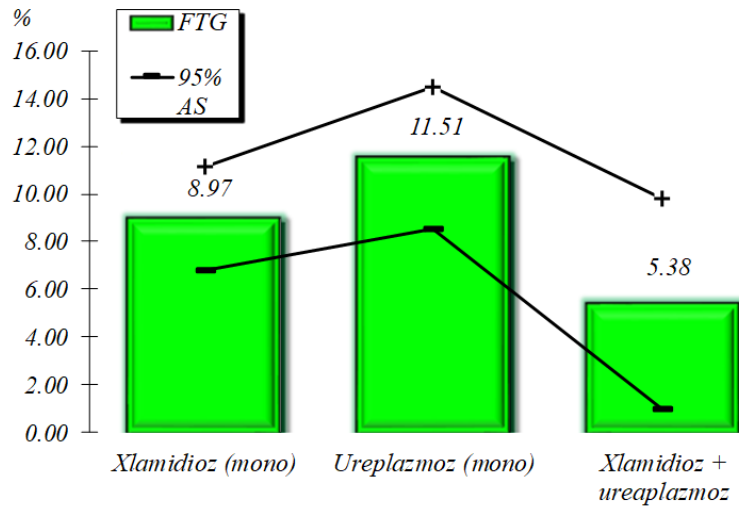 %
FTG
95%
AS
16.00
14.00
12.00
10.00
8.00
6.00
4.00
2.00
0.00
8.97
11.51
5.38
Xlamidioz (mono)
Ureplazmoz (mono)
Xlamidioz +
ureaplazmoz